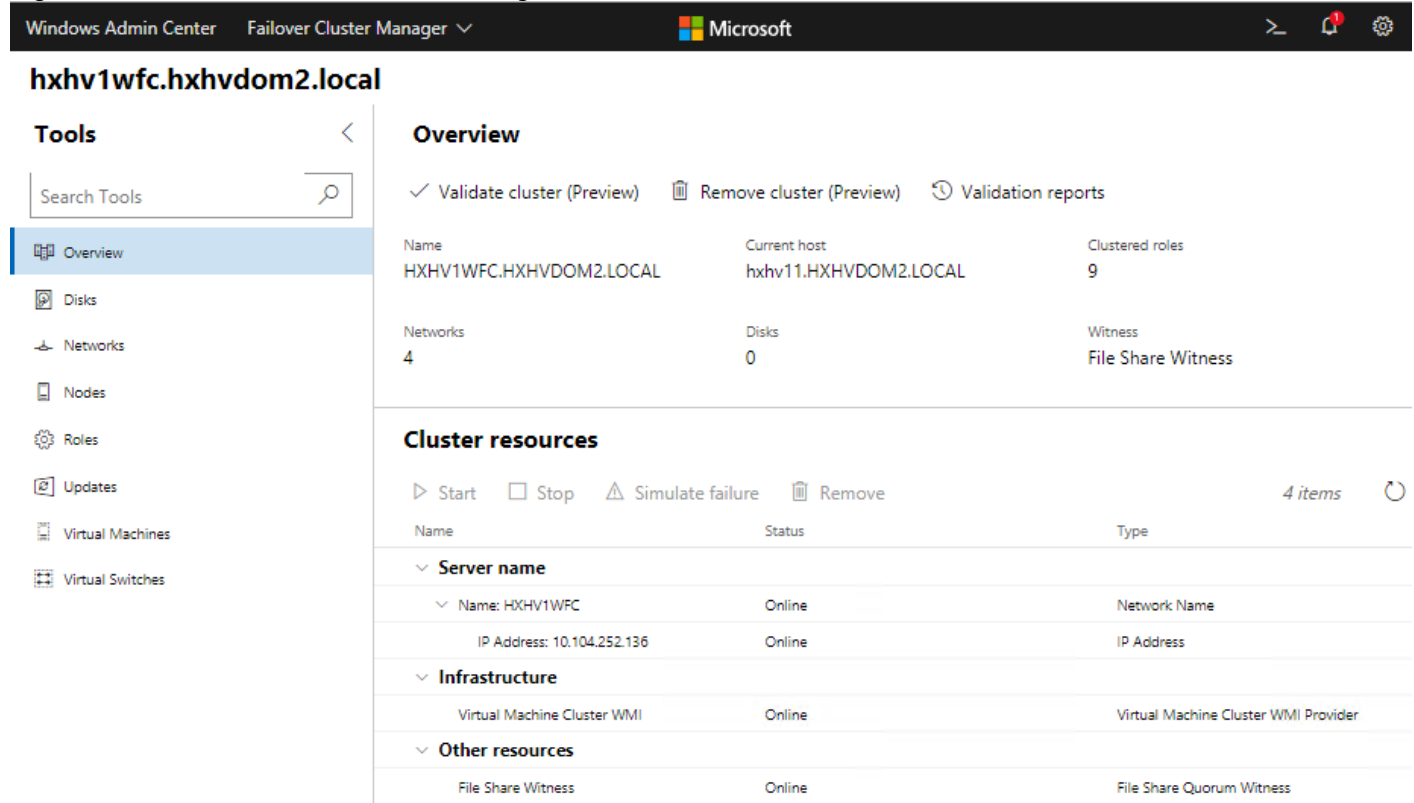 Windows Admin Center Failover Cluster Manager Microsoft >_ 1
hxhv1wfc.hxhvdom2.local
Tools
Search Tools
Overview
Disks
Networks
Nodes
Roles
Updates
Virtual Machines
Virtual Switches
Overview
Validate cluster (Preview) Remove cluster (Preview) Validation reports
Name Current host Clustered roles
HXHV1WFC.HXHVDOM2.LOCAL hxhv11.HXHVDOM2.LOCAL 9
Networks Disks Witness
4 0 File Share Witness
Cluster resources
Start Stop Simulate failure Remove 4 items
Name Status Type
Server name
Name: HXHV1WFC Online Network Name
IP Address: 10.104.252.136 Online IP Address
Infrastructure
Virtual Machine Cluster WMI Online Virtual Machine Cluster WMI Provider
Other resources
File Share Witness Online File Share Quorum Witness